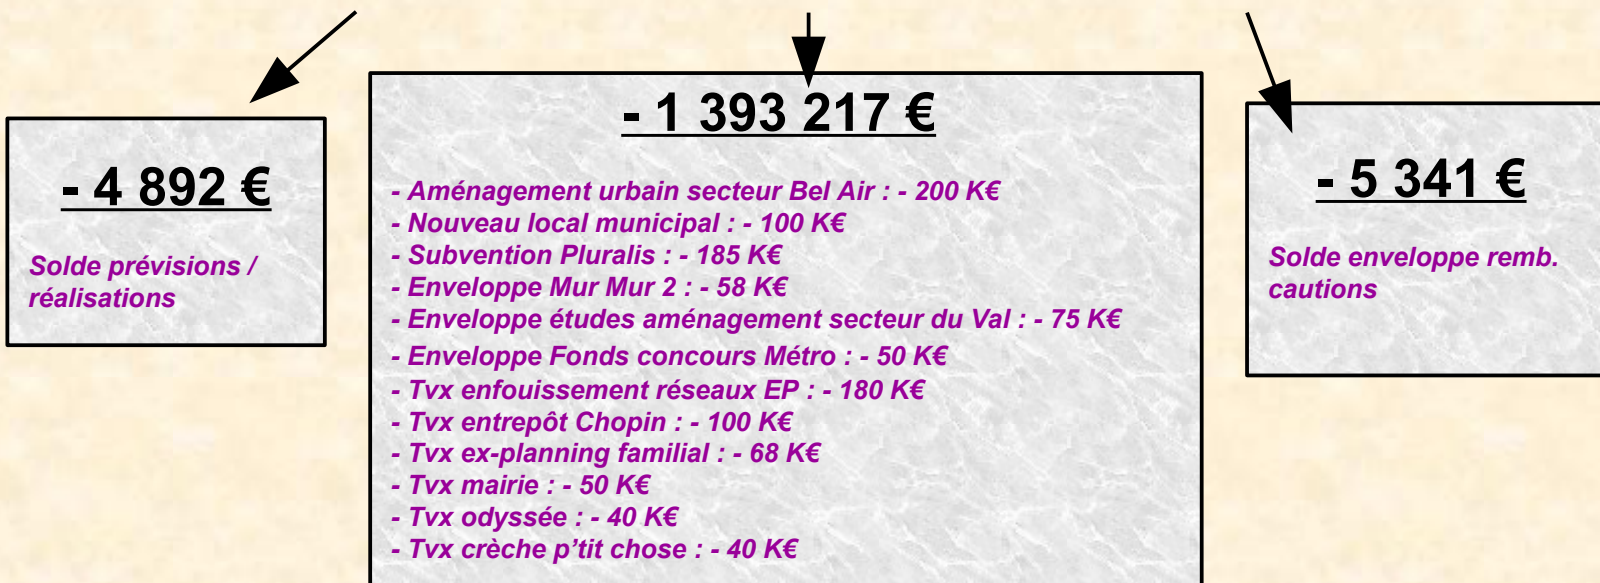 - 4 892 €
Solde prévisions /
réalisations
- 1 393 217 €
- Aménagement urbain secteur Bel Air : - 200 K€
- Nouveau local municipal : - 100 K€
- Subvention Pluralis : - 185 K€
- Enveloppe Mur Mur 2 : - 58 K€
- Enveloppe études aménagement secteur du Val : - 75 K€
- Enveloppe Fonds concours Métro : - 50 K€
- Tvx enfouissement réseaux EP : - 180 K€
- Tvx entrepôt Chopin : - 100 K€
- Tvx ex-planning familial : - 68 K€
- Tvx mairie : - 50 K€
- Tvx odyssée : - 40 K€
- Tvx crèche p'tit chose : - 40 K€
- 5 341 €
Solde enveloppe remb.
cautions